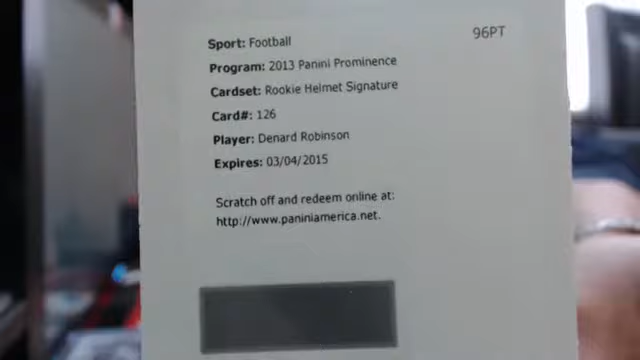 96PT
Sport: Football
Program: 2013 Panini Prominence
Cardset: Rookie Helmet Signature
Card#: 126
Player: Denard Robinson
Expires: 03/04/2015
Scratch off and redeem online at:
http://www.paniniamerica.net.